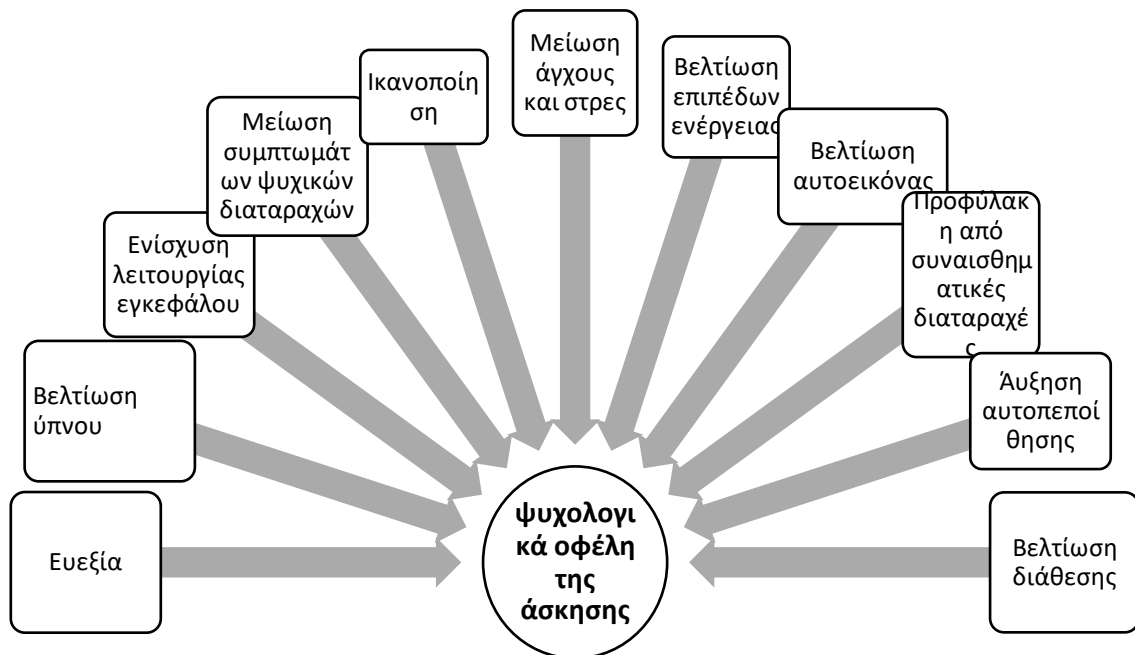 Ευεξία
Βελτίωση
ύπνου
Ενίσχυση
λειτουργίας
εγκεφάλου
Μείωση
συμπτωμάτ
ων ψυχικών
διαταραχών
Ικανοποίη
ση
Μείωση
άγχους
και στρες
Βελτίωση
επιπέδων
ενέργειας
Βελτίωση
αυτοεικόνας
Προφύλακ
η από
συναισθημ
ατικές
διαταραχέ
ς
Άυξηση
αυτοπεποί
θησης
Βελτίωση
διάθεσης
ψυχολογι
κά οφέλη
της
άσκησης